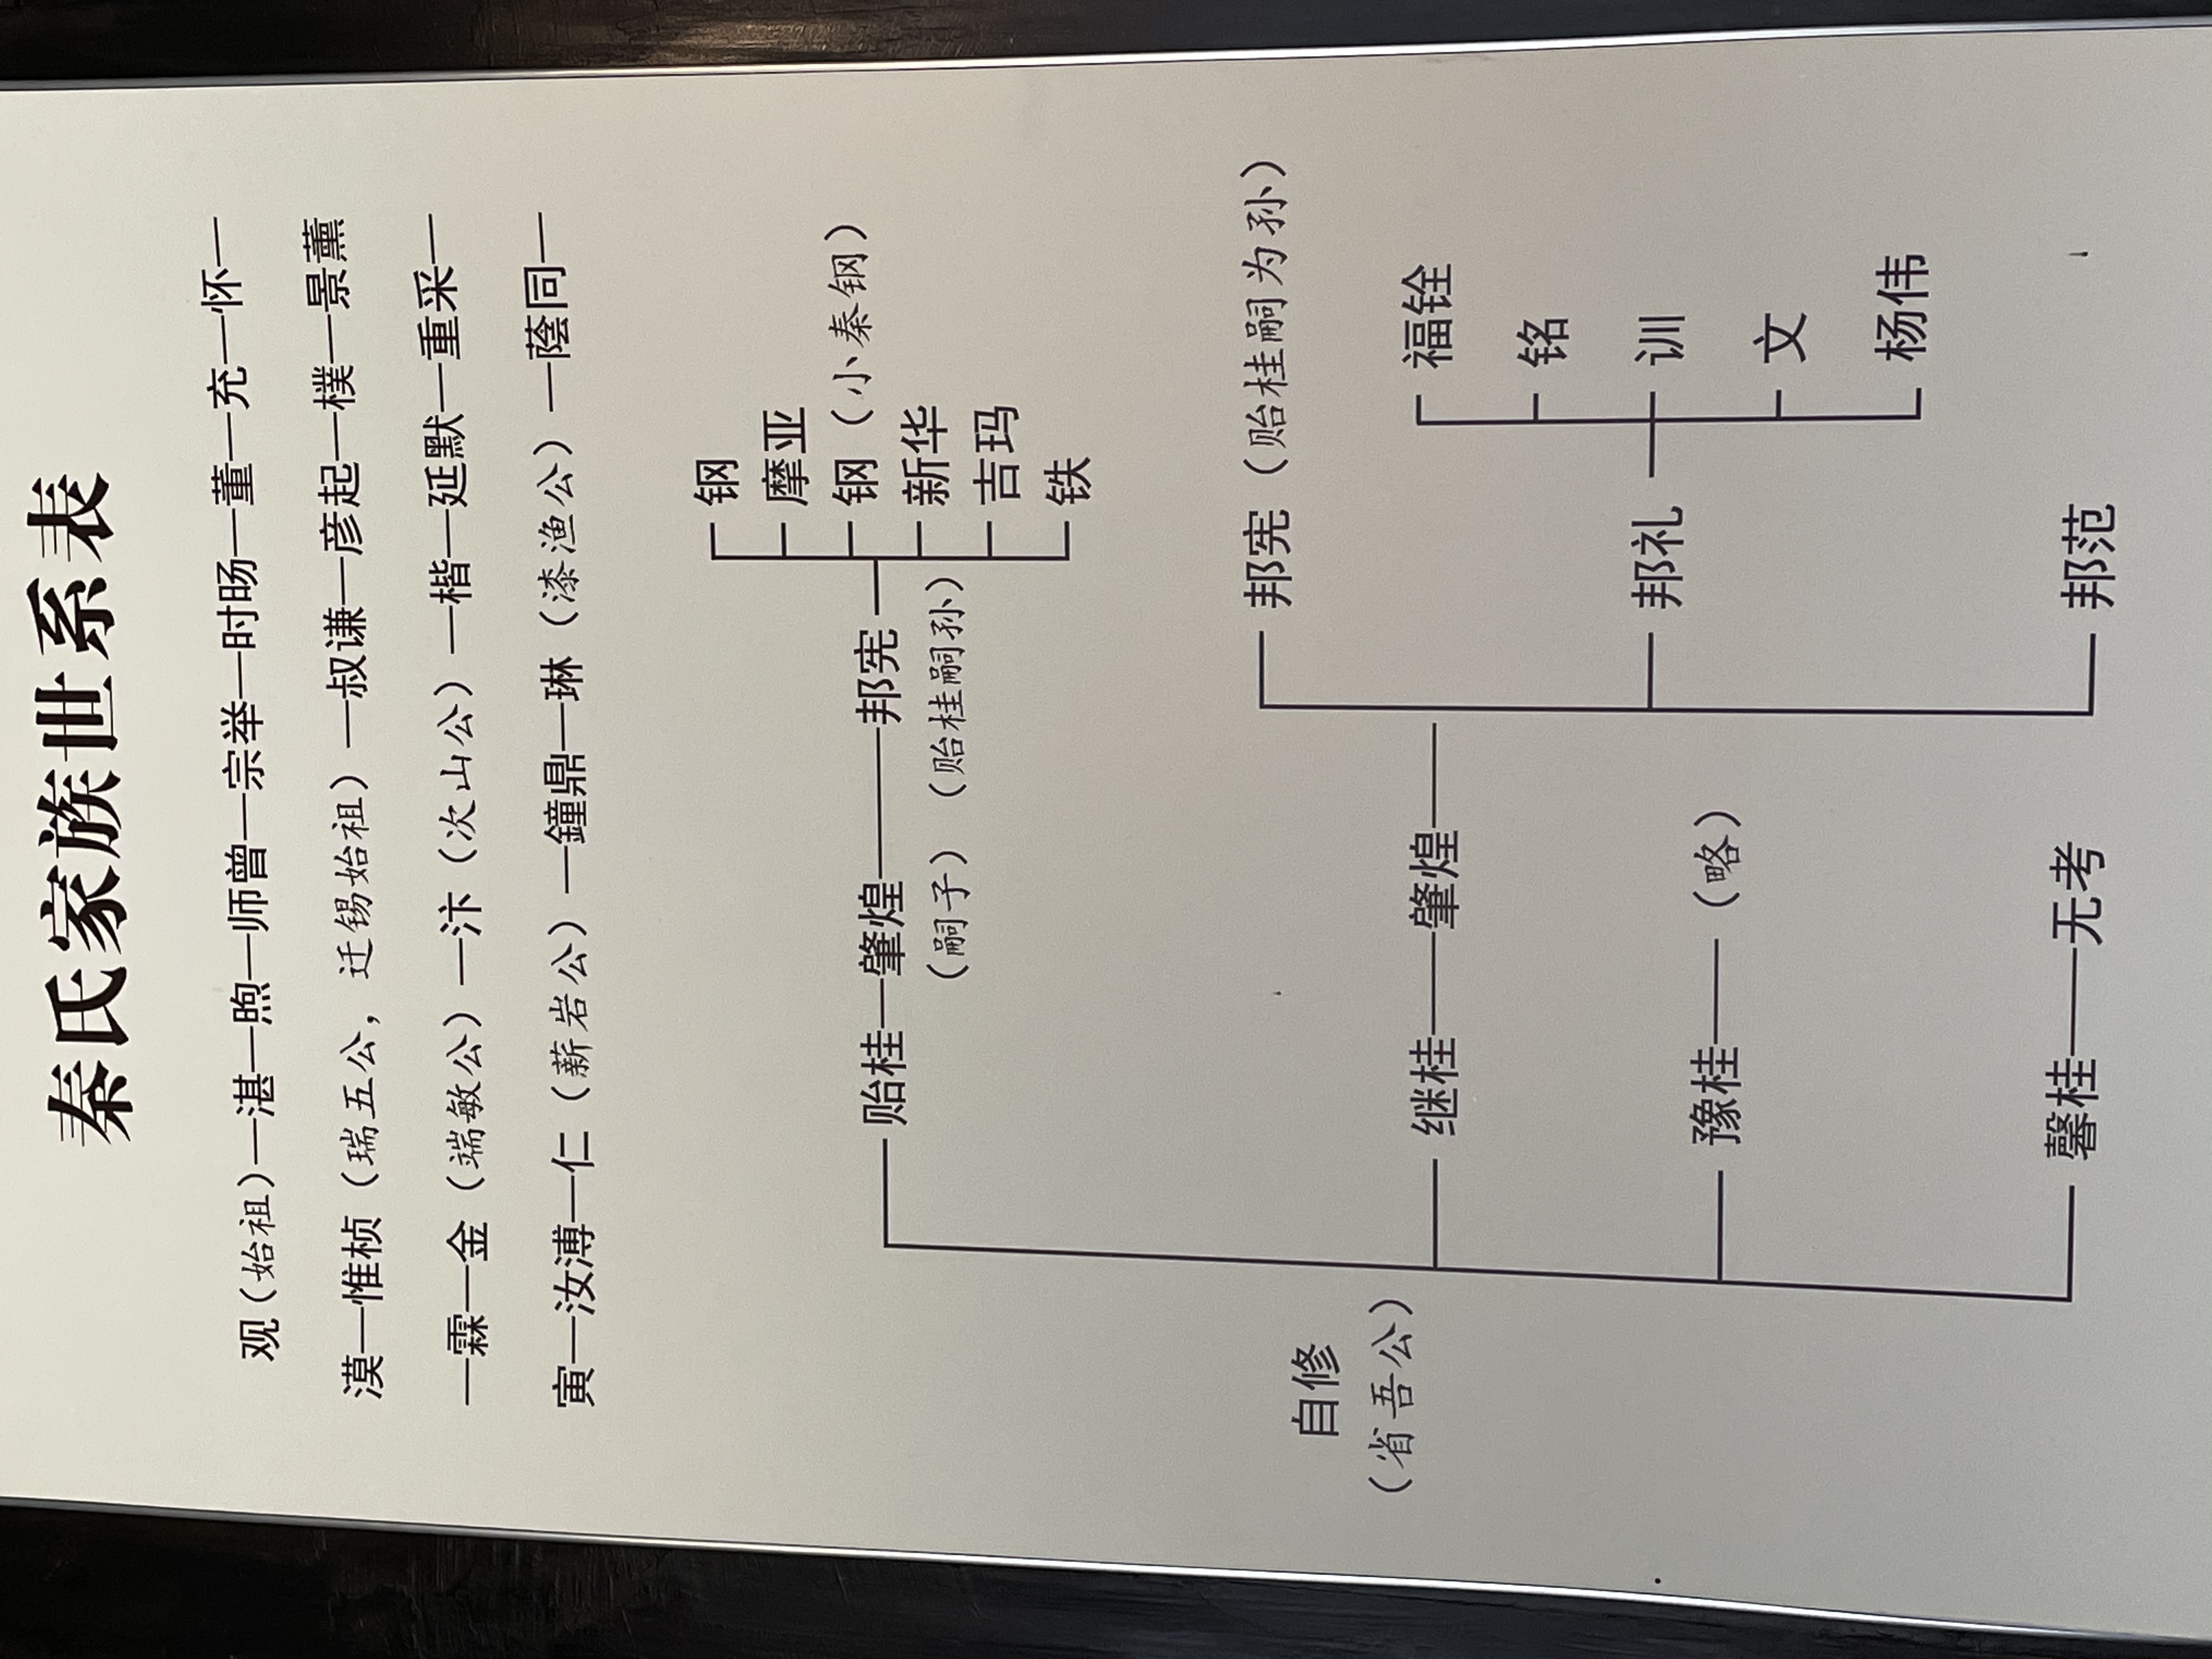 秦氏家族世系表
观（始祖）—湛—煦—师曾—宗举—时旸—董—充—怀—
漠—惟桢（瑞五公，迁锡始祖）—叔谦—彦起—樸—景薰
—霖—金（端敏公）—汴（次山公）—楷—延默—重采—
寅—汝溥—仁（薪岩公）—鐘鼎—琳（漆渔公）—蔭同—
钢
摩亚
钢（小秦钢）
贻桂—肇煌——邦宪
（嗣子）（贻桂嗣孙）
新华
吉玛
铁
邦宪（贻桂嗣为孙）
自修
（省吾公）
继桂——肇煌
福铨
铭
邦礼
训
豫桂——（略）
文
杨伟
馨桂——无考
邦范